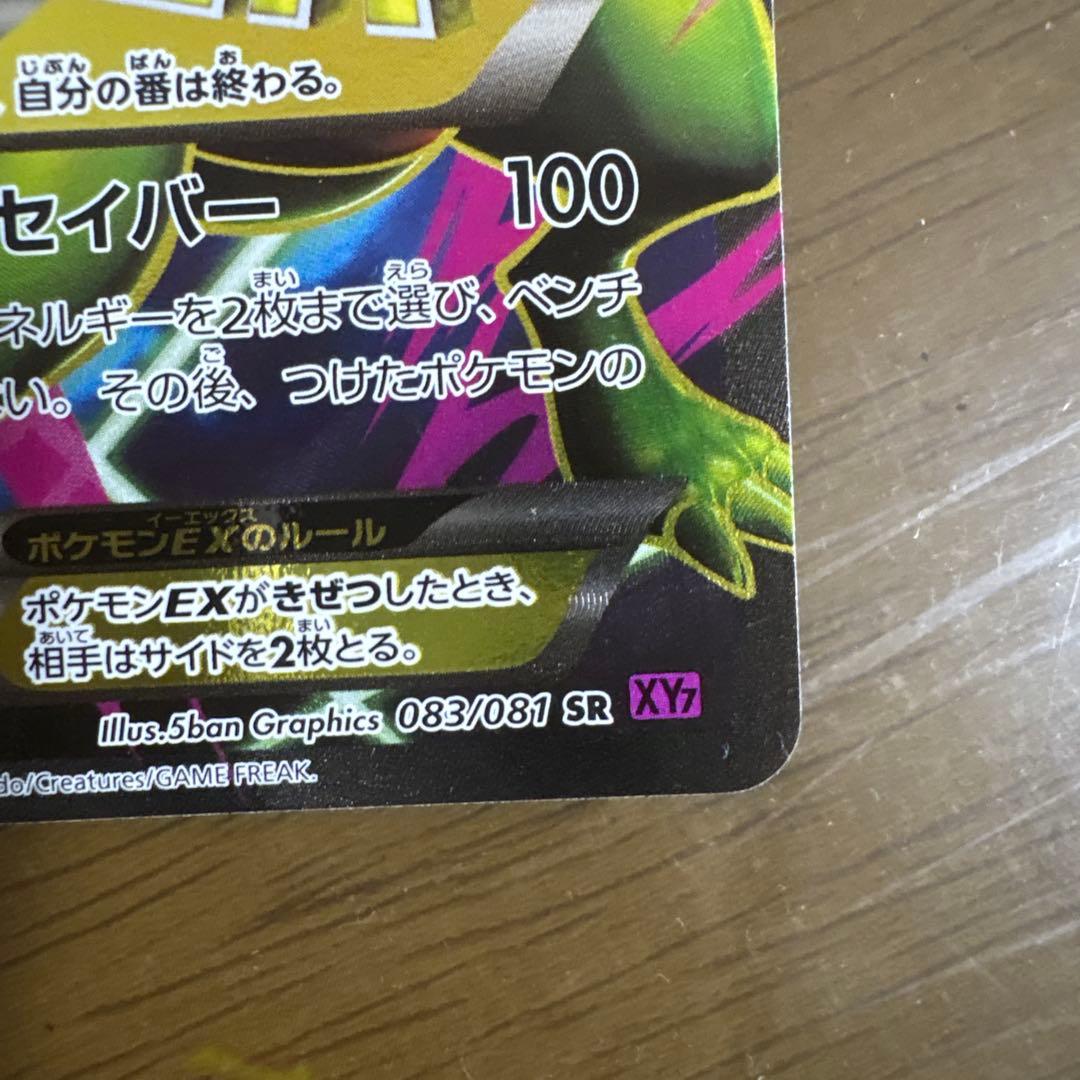 、自分の番は終わる。
セイバー 100
ネルギーを2枚まで選び、ベンチ
い。その後、つけたポケモンの
ポケモンEXのルール
ポケモンEXがきぜつしたとき、
相手はサイドを2枚とる。
Illus.5ban Graphics 083/081 SR XY7
do/Creatures/GAME FREAK.